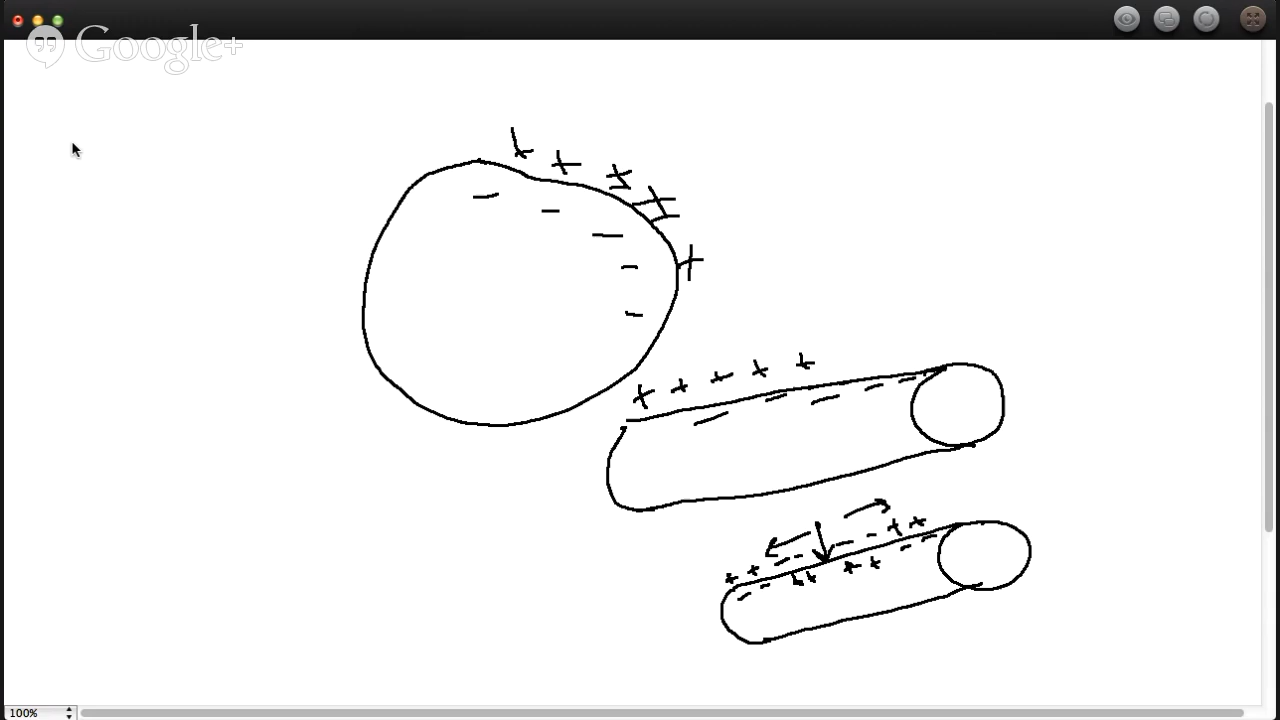 Google+
+ + ± + +
- - - - -
+ + + + +
- - - - - -
+ + - - - - + +
- - + + + + - -
100%